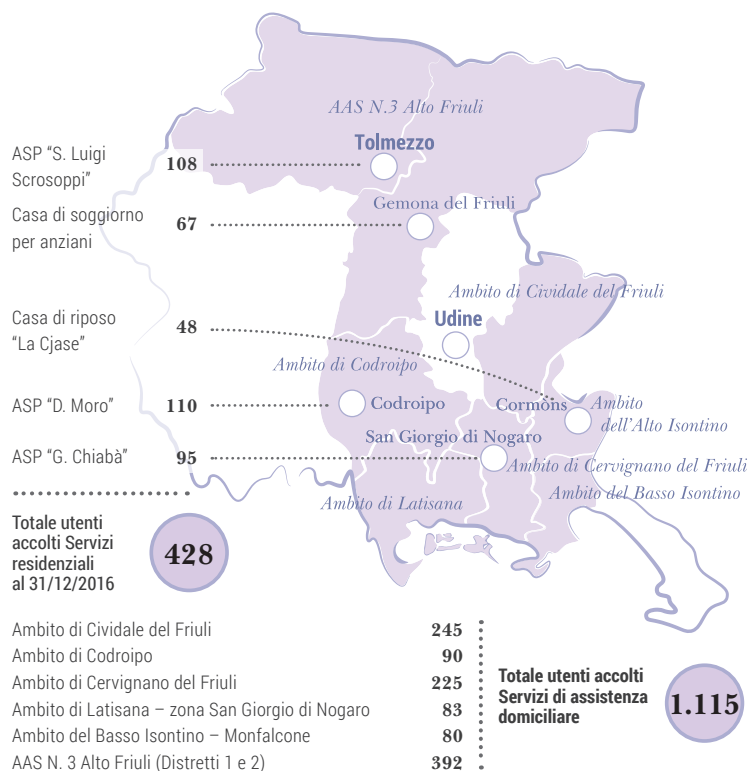 AAS N.3 Alto Friuli
Tolmezzo
ASP “S. Luigi
Scrosoppi”
108
Gemona del Friuli
Casa di soggiorno
per anziani
67
Ambito di Cividale del Friuli
Udine
Casa di riposo
“La Cjase”
48
Ambito di Codroipo
ASP “D. Moro”
110
Codroipo
Cormòns
Ambito
dell’Alto Isontino
San Giorgio di Nogaro
ASP “G. Chiabà”
95
Ambito di Cervignano del Friuli
Ambito del Basso Isontino
Ambito di Latisana
Totale utenti
accolti Servizi
residenziali
al 31/12/2016
428
Ambito di Cividale del Friuli 245
Ambito di Codroipo 90
Ambito di Cervignano del Friuli 225
Ambito di Latisana – zona San Giorgio di Nogaro 83
Ambito del Basso Isontino – Monfalcone 80
AAS N. 3 Alto Friuli (Distretti 1 e 2) 392
Totale utenti accolti
Servizi di assistenza
domiciliare
1.115